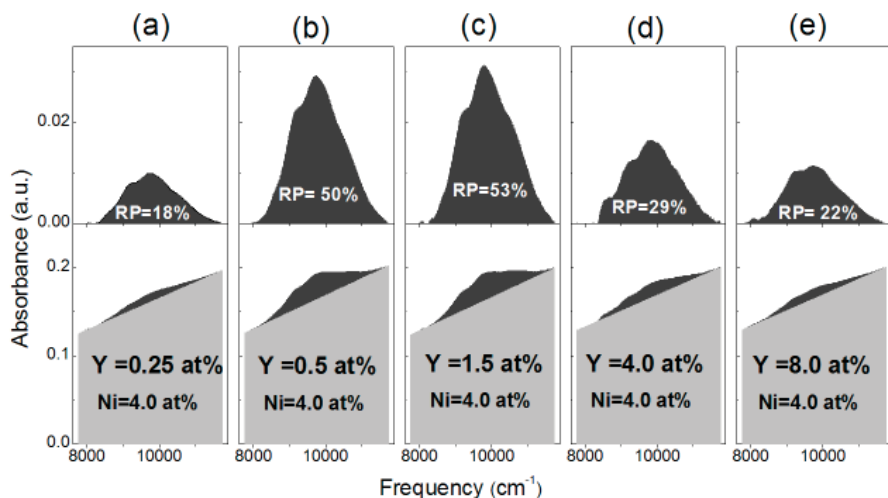 (a) (b) (c) (d) (e)
Absorbance (a.u.)
0.02
0.00
RP=18%
RP= 50%
RP=53%
RP=29%
RP= 22%
0.2
0.1
0.0
Y =0.25 at%
Ni=4.0 at%
Y =0.5 at%
Ni=4.0 at%
Y =1.5 at%
Ni=4.0 at%
Y =4.0 at%
Ni=4.0 at%
Y =8.0 at%
Ni=4.0 at%
8000 10000 8000 10000 8000 10000 8000 10000 8000 10000
Frequency (cm⁻¹)